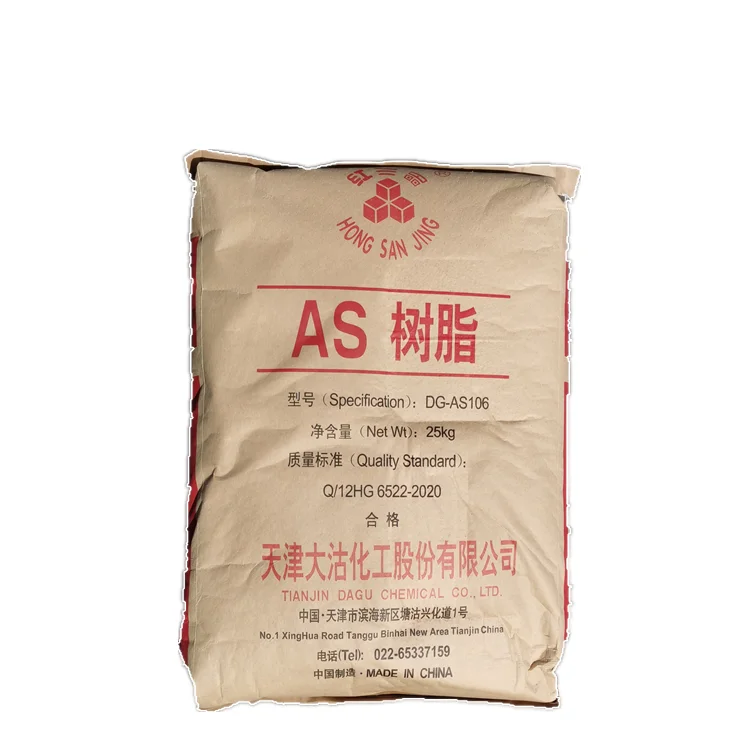 红三晶®
HONG SAN JING
AS 树脂
型号（Specification）：DG-AS106
净含量（Net Wt）：25kg
质量标准（Quality Standard）：
Q/12HG 6522-2020
合格
天津大沽化工股份有限公司
TIANJIN DAGU CHEMICAL CO., LTD.
中国·天津市滨海新区塘沽兴化道1号
No.1 XingHua Road Tanggu Binhai New Area Tianjin China
电话(Tel): 022-65337159
中国制造·MADE IN CHINA